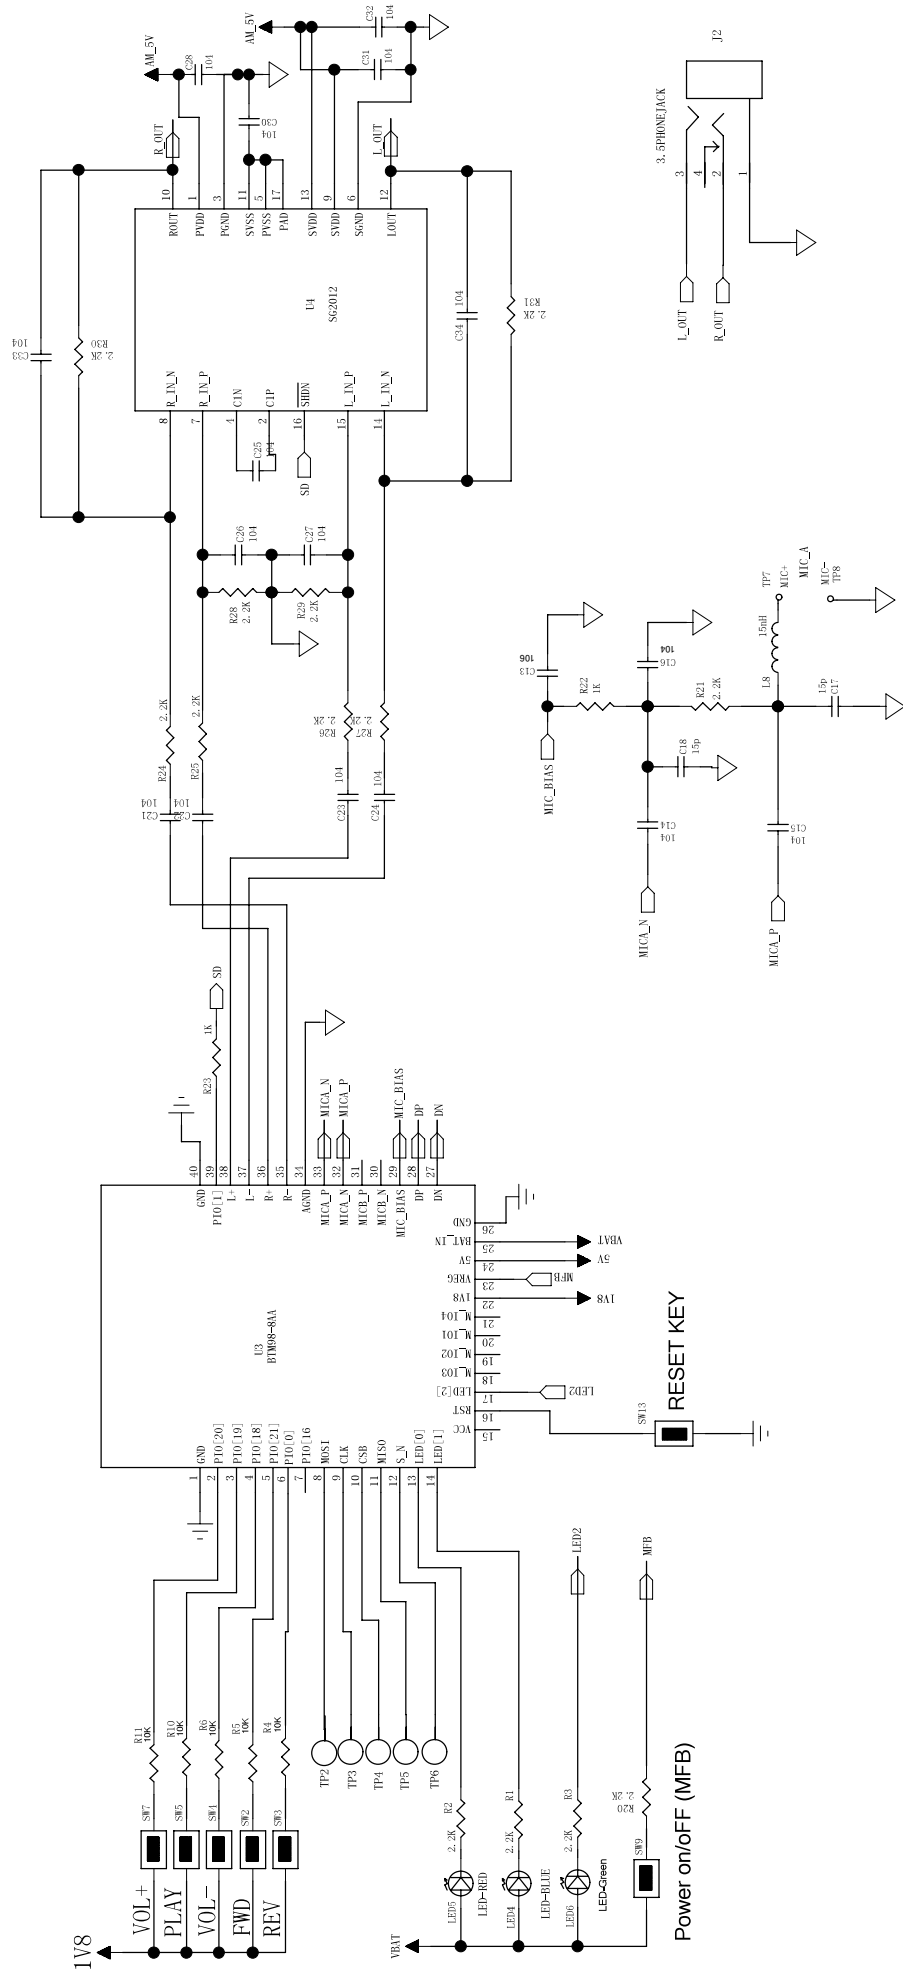 1V8
VOL+
PLAY
VOL-
FWD
REV
SW7
SW5
SW4
SW2
SW3
R11
10K
R10
10K
R6
10K
R5
10K
R4
10K
TP2
TP3
TP4
TP5
TP6
VBAT
LED5
LED-RED
R2
2.2K
LED4
LED-BLUE
R1
2.2K
LED6
LED-Green
R3
2.2K
LED2
SW9
R20
2.2K
MFB
Power on/oFF (MFB)
U3
BTM98-8AA
1 GND
2 PIO[20]
3 PIO[19]
4 PIO[18]
5 PIO[21]
6 PIO[0]
7 PIO[16
8 MOSI
9 CLK
10 CSB
11 MISO
12 S_N
13 LED[0]
14 LED[1]
15 VCC
16 RST
17 LED[2]
18 M_IO3
19 M_IO2
20 M_IO1
21 M_IO4
22 1V8
23 VREG
24 5V
25 BAT_IN
26 GND
27 DN
28 DP
29 MIC_BIAS
30 MICB_N
31 MICB_P
32 MICA_N
33 MICA_P
34 AGND
35 R-
36 R+
37 L-
38 L+
39 PIO[1]
40 GND
LED2
1V8
MFB
5V
VBAT
SW13
RESET KEY
MICA_N
MICA_P
MIC_BIAS
DP
DN
R23
1K
SD
C21
104
104
R24
2.2K
R25
2.2K
C23
104
C24
104
R26
2.2K
R27
2.2K
R28
2.2K
R29
2.2K
C26
104
C27
104
C25
104
SD
U4
SG2012
8 R_IN_N
7 R_IN_P
4 C1N
2 C1P
16 SHDN
15 L_IN_P
14 L_IN_N
10 ROUT
1 PVDD
3 PGND
11 SVSS
5 PVSS
17 PAD
13 SVDD
9 SVDD
6 SGND
12 LOUT
C33
104
R30
2.2K
C34
104
R31
2.2K
R_OUT
L_OUT
AM_5V
C28
104
C30
104
AM_5V
C32
104
C31
104
MICA_N
MICA_P
C14
104
C15
104
MIC_BIAS
C13
106
R22
1K
C16
104
C18
15p
R21
2.2K
L8
15nH
C17
15p
TP7
MIC+
MIC_A
MIC-
TP8
L_OUT
R_OUT
3
4
2
1
3.5PHONEJACK
J2